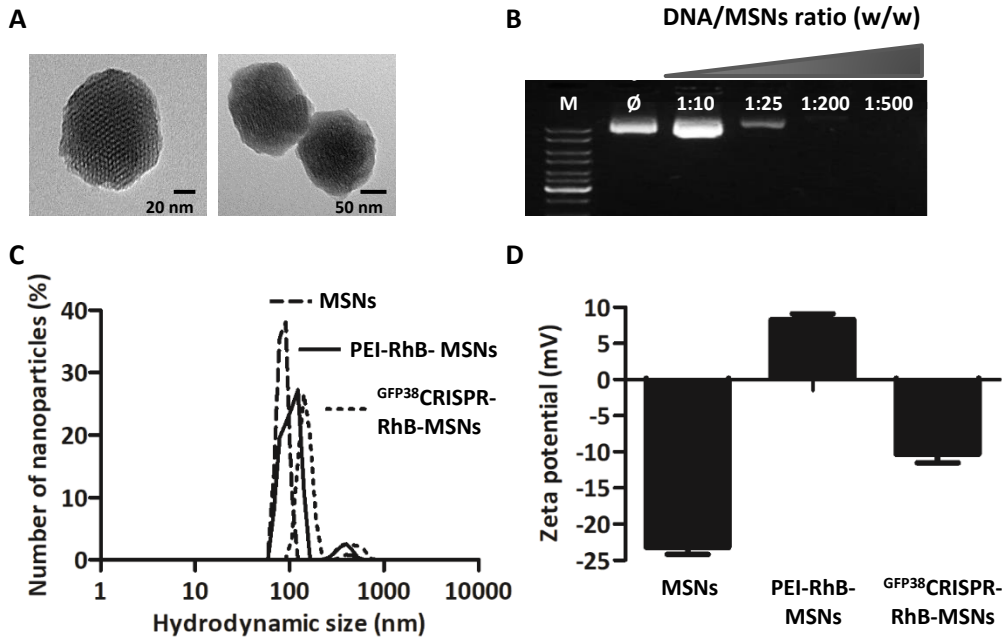 A
20 nm
50 nm
B
DNA/MSNs ratio (w/w)
M Ø 1:10 1:25 1:200 1:500
C
Number of nanoparticles (%)
40
30
20
10
0
1 10 100 1000 10000
Hydrodynamic size (nm)
MSNs
PEI-RhB- MSNs
GFP38CRISPR-
RhB-MSNs
D
Zeta potential (mV)
10
5
0
-5
-10
-15
-20
-25
MSNs
PEI-RhB-
MSNs
GFP38CRISPR-
RhB-MSNs